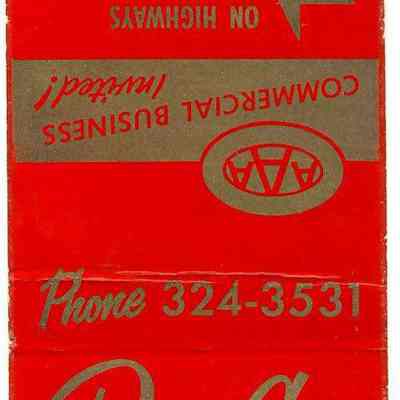 AAA
COMMERCIAL BUSINESS
Invited!
ON HIGHWAYS
Phone 324-3531